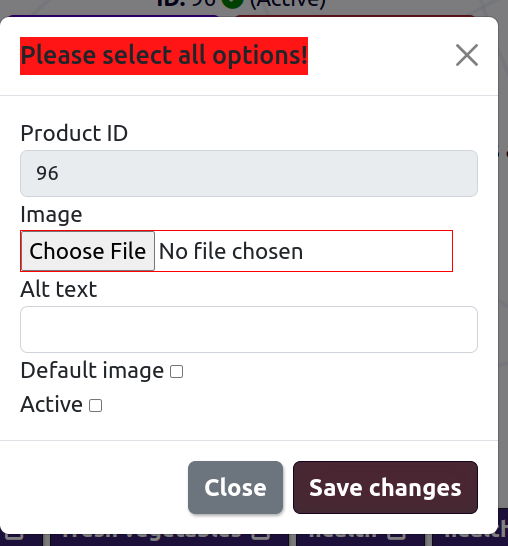 ID: 96 (Active)
Please select all options!
Product ID
96
Image
Choose File No file chosen
Alt text
Default image
Active
Close Save changes
fresh vegetables health health